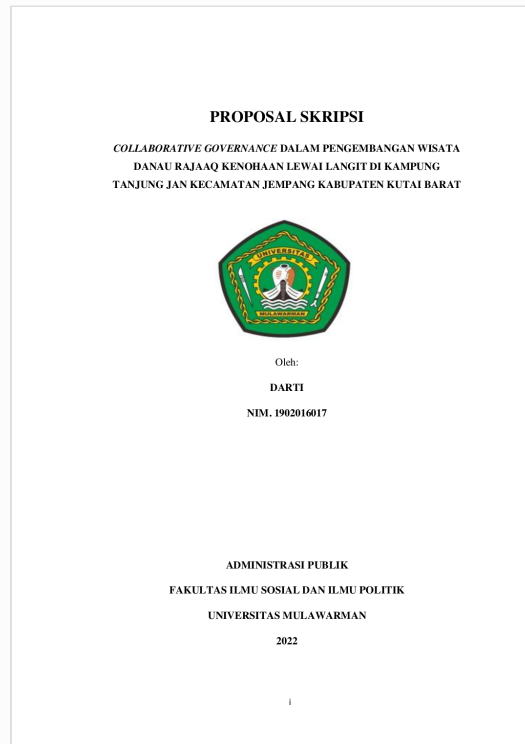 PROPOSAL SKRIPSI
COLLABORATIVE GOVERNANCE DALAM PENGEMBANGAN WISATA
DANAU RAJAAQ KENOHAAN LEWAI LANGIT DI KAMPUNG
TANJUNG JAN KECAMATAN JEMPANG KABUPATEN KUTAI BARAT
UNIVERSITAS
MULAWARMAN
Oleh:
DARTI
NIM. 1902016017
ADMINISTRASI PUBLIK
FAKULTAS ILMU SOSIAL DAN ILMU POLITIK
UNIVERSITAS MULAWARMAN
2022
i